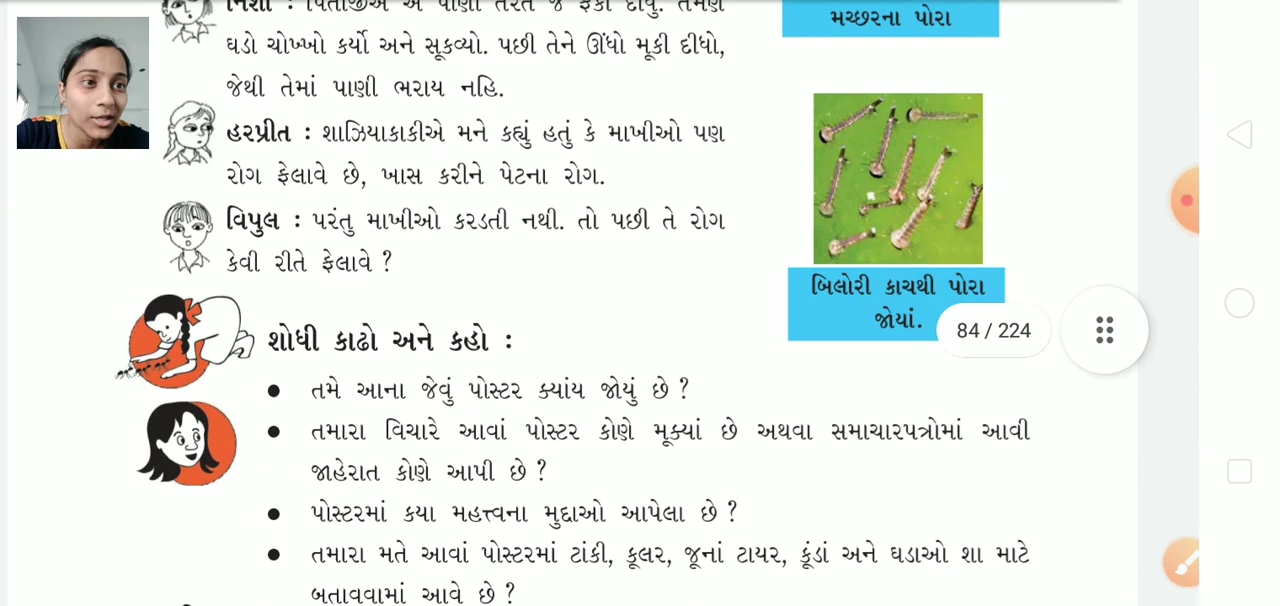 નિશા : પિતાજીએ એ પાણી તરત જ ફેંકી દીધું. તેમણે
ઘડો ચોખ્ખો કર્યો અને સૂકવ્યો. પછી તેને ઊંધો મૂકી દીધો,
જેથી તેમાં પાણી ભરાય નહિ.
હરપ્રીત : શાઝિયાકાકીએ મને કહ્યું હતું કે માખીઓ પણ
રોગ ફેલાવે છે, ખાસ કરીને પેટના રોગ.
વિપુલ : પરંતુ માખીઓ કરડતી નથી. તો પછી તે રોગ
કેવી રીતે ફેલાવે ?
મચ્છરના પોરા
બિલોરી કાચથી પોરા
જોયાં.
84 / 224
શોધી કાઢો અને કહો :
● તમે આના જેવું પોસ્ટર ક્યાંય જોયું છે ?
● તમારા વિચારે આવાં પોસ્ટર કોણે મૂક્યાં છે અથવા સમાચારપત્રોમાં આવી
જાહેરાત કોણે આપી છે ?
● પોસ્ટરમાં કયા મહત્ત્વના મુદ્દાઓ આપેલા છે ?
● તમારા મતે આવાં પોસ્ટરમાં ટાંકી, કૂલર, જૂનાં ટાયર, કૂંડાં અને ઘડાઓ શા માટે
બતાવવામાં આવે છે ?